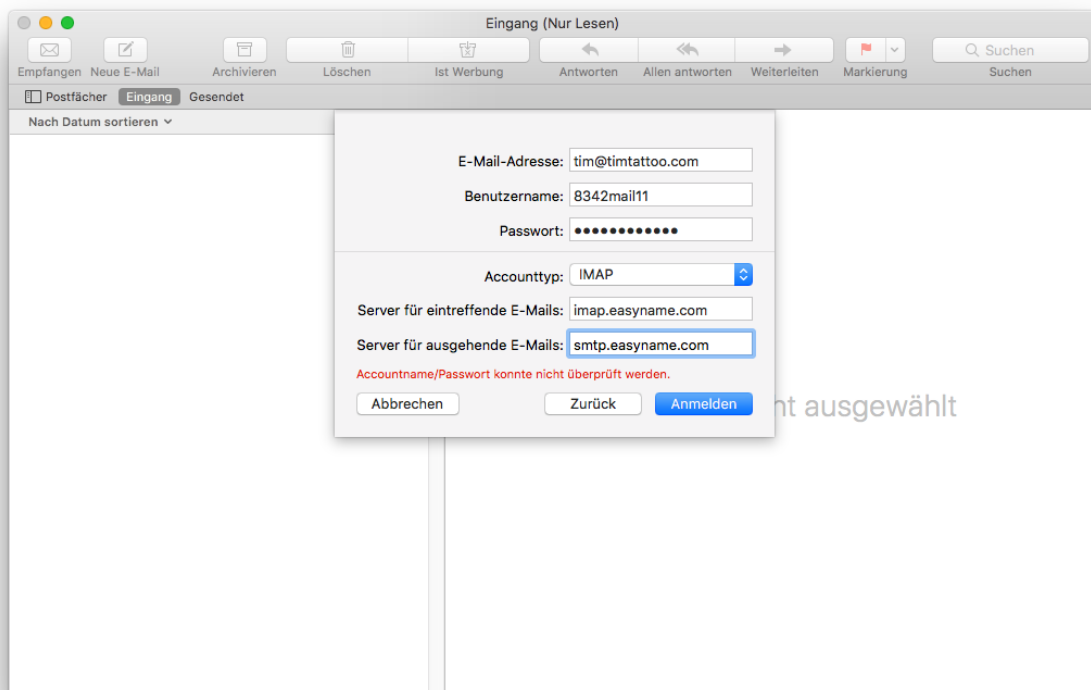 Eingang (Nur Lesen)
Suchen
Empfangen Neue E-Mail Archivieren Löschen Ist Werbung Antworten Allen antworten Weiterleiten Markierung Suchen
Postfächer Eingang Gesendet
Nach Datum sortieren
E-Mail-Adresse: tim@timtattoo.com
Benutzername: 8342mail11
Passwort: ••••••••••••
Accounttyp: IMAP
Server für eintreffende E-Mails: imap.easyname.com
Server für ausgehende E-Mails: smtp.easyname.com
Accountname/Passwort konnte nicht überprüft werden.
Abbrechen Zurück Anmelden
ausgewählt